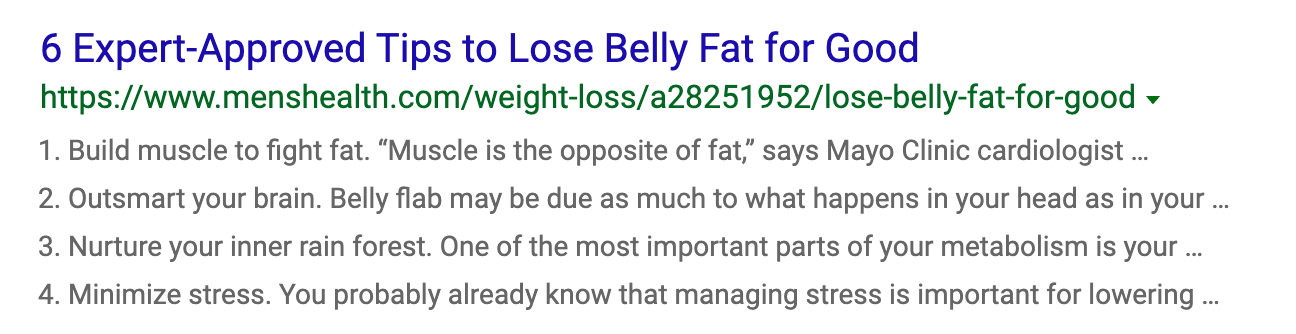 6 Expert-Approved Tips to Lose Belly Fat for Good
https://www.menshealth.com/weight-loss/a28251952/lose-belly-fat-for-good
1. Build muscle to fight fat. “Muscle is the opposite of fat,” says Mayo Clinic cardiologist ...
2. Outsmart your brain. Belly flab may be due as much to what happens in your head as in your ...
3. Nurture your inner rain forest. One of the most important parts of your metabolism is your ...
4. Minimize stress. You probably already know that managing stress is important for lowering ...